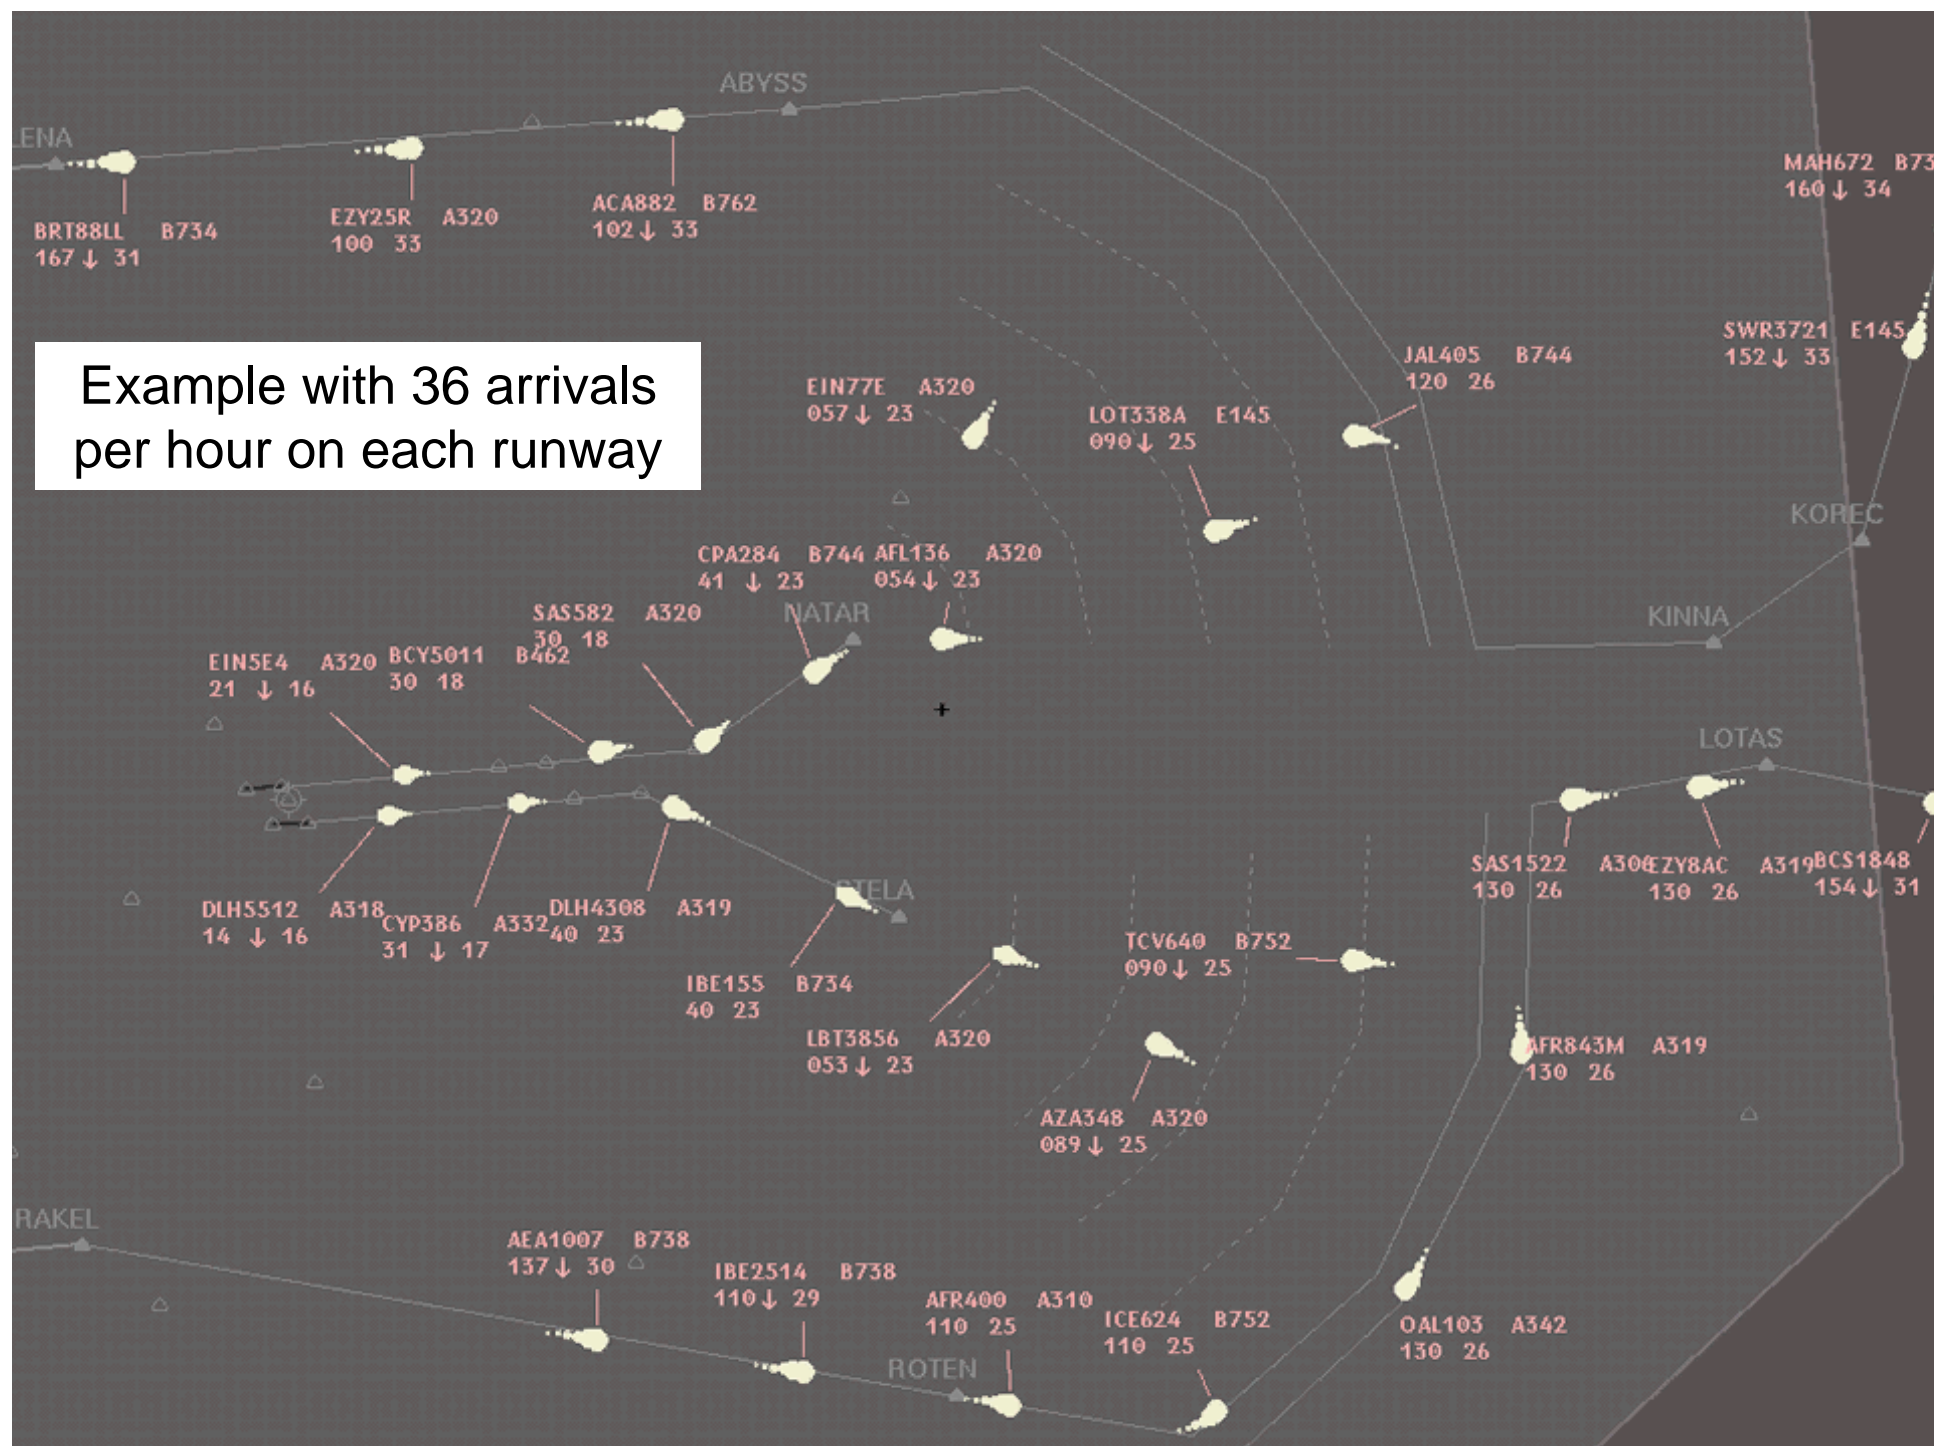 ABYSS
LENA
MAH672 B73
160↓ 34
ACA882 B762
102↓ 33
EZY25R A320
100 33
BRT88LL B734
167↓ 31
SWR3721 E145
152↓ 33
JAL405 B744
120 26
Example with 36 arrivals
per hour on each runway
EIN77E A320
057↓ 23
LOT338A E145
090↓ 25
KOREC
CPA284 B744
41 ↓ 23
AFL136 A320
054↓ 23
NATAR
KINNA
SAS582 A320
30 18
EIN5E4 A320
21 ↓ 16
BCY5011 B462
30 18
LOTAS
SAS1522 A306
130 26
EZY8AC A319
130 26
BCS1848
154↓ 31
STELA
DLH5512 A318
14 ↓ 16
CYP386 A332
31 ↓ 17
DLH4308 A319
40 23
TCV640 B752
090↓ 25
IBE155 B734
40 23
LBT3856 A320
053↓ 23
AFR843M A319
130 26
AZA348 A320
089↓ 25
RAKEL
AEA1007 B738
137↓ 30
IBE2514 B738
110↓ 29
AFR400 A310
110 25
ICE624 B752
110 25
OAL103 A342
130 26
ROTEN